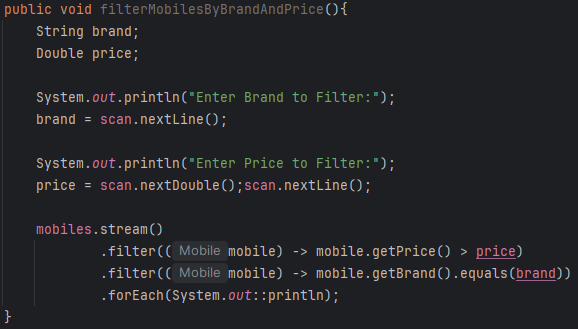 public void filterMobilesByBrandAndPrice(){
    String brand;
    Double price;

    System.out.println("Enter Brand to Filter:");
    brand = scan.nextLine();

    System.out.println("Enter Price to Filter:");
    price = scan.nextDouble();scan.nextLine();

    mobiles.stream()
            .filter((Mobile mobile) -> mobile.getPrice() > price)
            .filter((Mobile mobile) -> mobile.getBrand().equals(brand))
            .forEach(System.out::println);
}